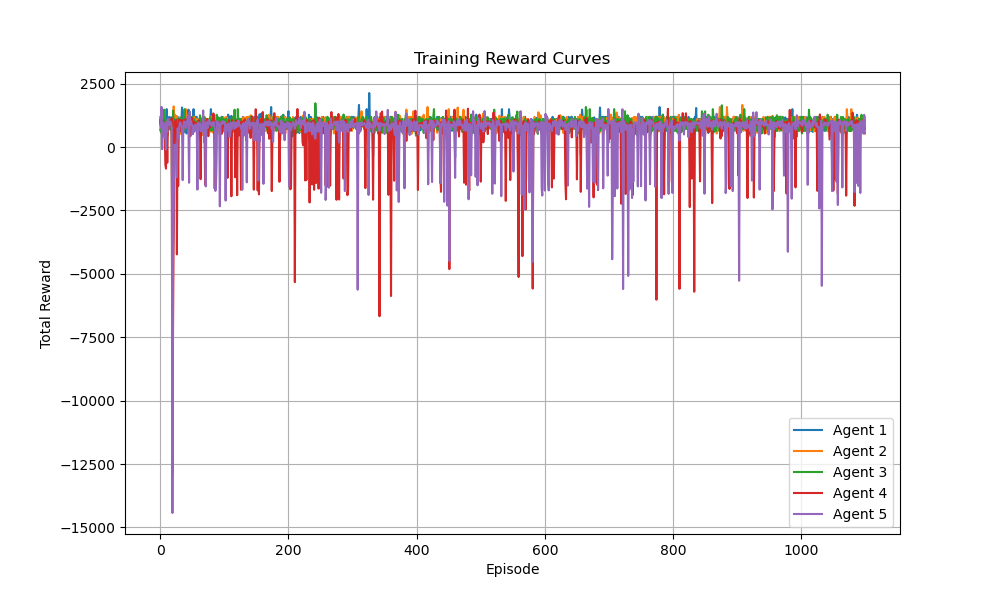 Training Reward Curves
2500
0
−2500
−5000
−7500
−10000
−12500
−15000
Total Reward
0 200 400 600 800 1000
Episode
Agent 1
Agent 2
Agent 3
Agent 4
Agent 5